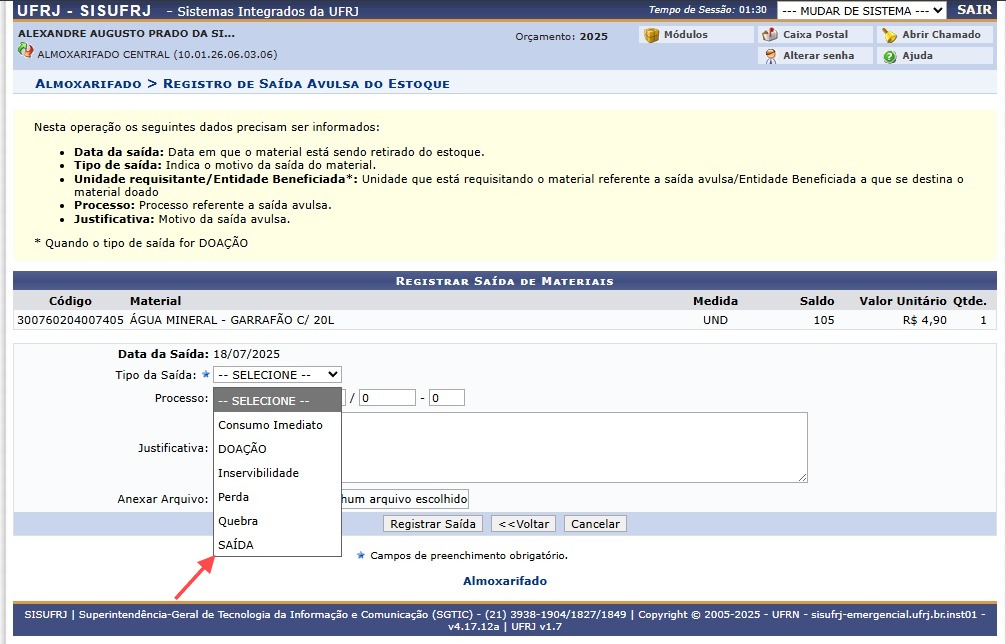 UFRJ - SISUFRJ - Sistemas Integrados da UFRJ
Tempo de Sessão: 01:30
--- MUDAR DE SISTEMA ---
SAIR
ALEXANDRE AUGUSTO PRADO DA SI...
ALMOXARIFADO CENTRAL (10.01.26.06.03.06)
Orçamento: 2025
Módulos
Caixa Postal
Abrir Chamado
Alterar senha
Ajuda
Almoxarifado > Registro de Saída Avulsa do Estoque
Nesta operação os seguintes dados precisam ser informados:
• Data da saída: Data em que o material está sendo retirado do estoque.
• Tipo de saída: Indica o motivo da saída do material.
• Unidade requisitante/Entidade Beneficiada*: Unidade que está requisitando o material referente a saída avulsa/Entidade Beneficiada a que se destina o
material doado
• Processo: Processo referente a saída avulsa.
• Justificativa: Motivo da saída avulsa.
* Quando o tipo de saída for DOAÇÃO
Registrar Saída de Materiais
Código Material Medida Saldo Valor Unitário Qtde.
300760204007405 ÁGUA MINERAL - GARRAFÃO C/ 20L UND 105 R$ 4,90 1
Data da Saída: 18/07/2025
Tipo da Saída: -- SELECIONE --
Processo: / 0 - 0
-- SELECIONE --
Consumo Imediato
DOAÇÃO
Inservibilidade
Perda
Quebra
SAÍDA
Justificativa:
Anexar Arquivo: hum arquivo escolhido
Registrar Saída <<Voltar Cancelar
Campos de preenchimento obrigatório.
Almoxarifado
SISUFRJ | Superintendência-Geral de Tecnologia da Informação e Comunicação (SGTIC) - (21) 3938-1904/1827/1849 | Copyright © 2005-2025 - UFRN - sisufrj-emergencial.ufrj.br.inst01 -
v4.17.12a | UFRJ v1.7